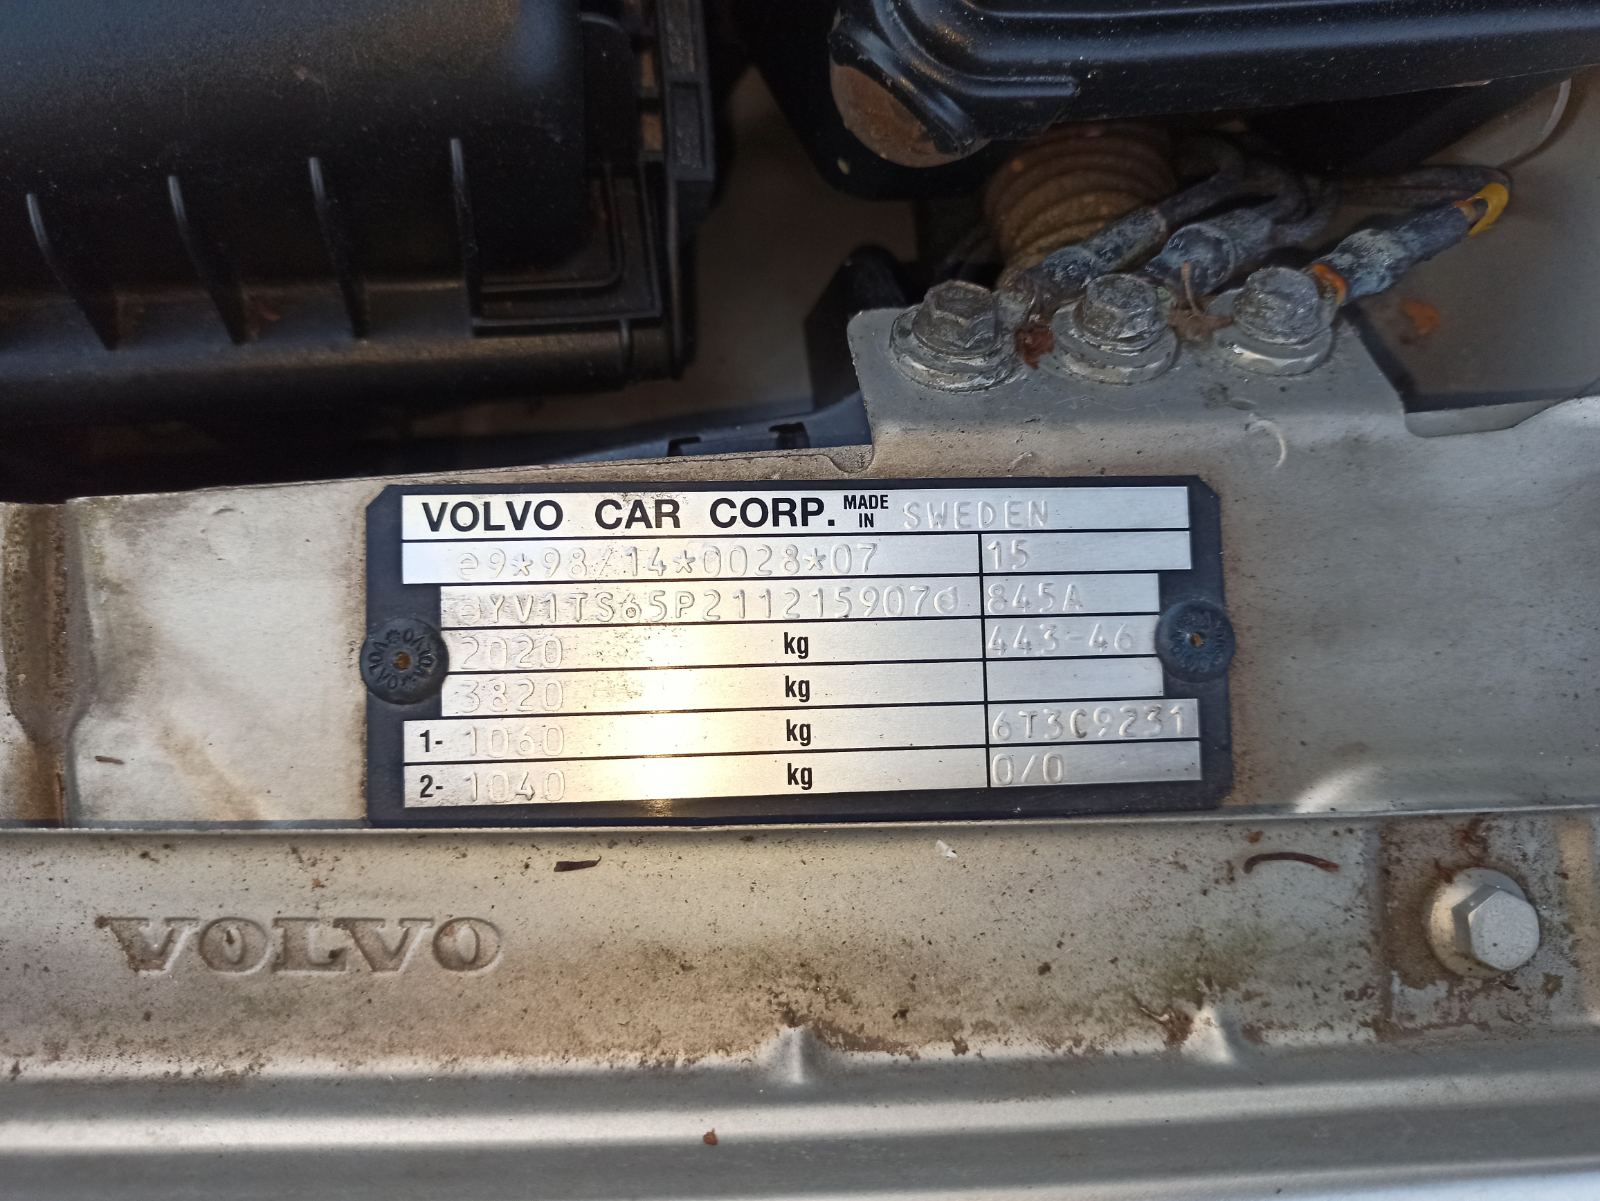 VOLVO CAR CORP. MADE IN SWEDEN
e9*98/14*0028*07 15
@YV1TS65P211215907@ 845A
2020 kg 443-46
3820 kg
1- 1060 kg 6T3C9231
2- 1040 kg 0/0
VOLVO